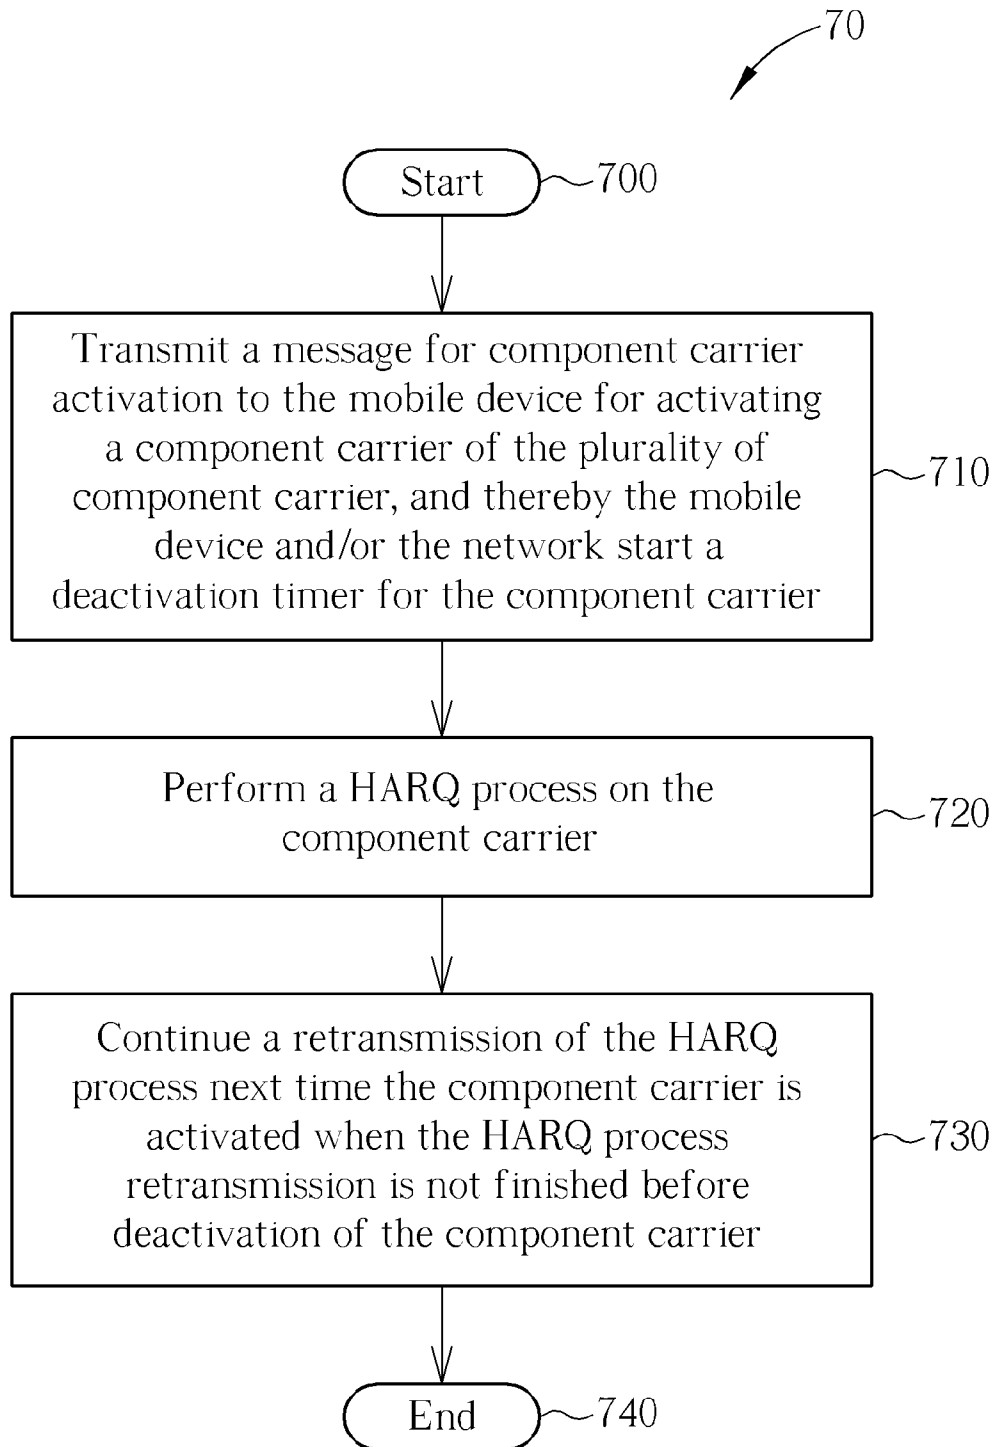 70
Start
700
Transmit a message for component carrier
activation to the mobile device for activating
a component carrier of the plurality of
component carrier, and thereby the mobile
device and/or the network start a
deactivation timer for the component carrier
710
Perform a HARQ process on the
component carrier
720
Continue a retransmission of the HARQ
process next time the component carrier is
activated when the HARQ process
retransmission is not finished before
deactivation of the component carrier
730
End
740